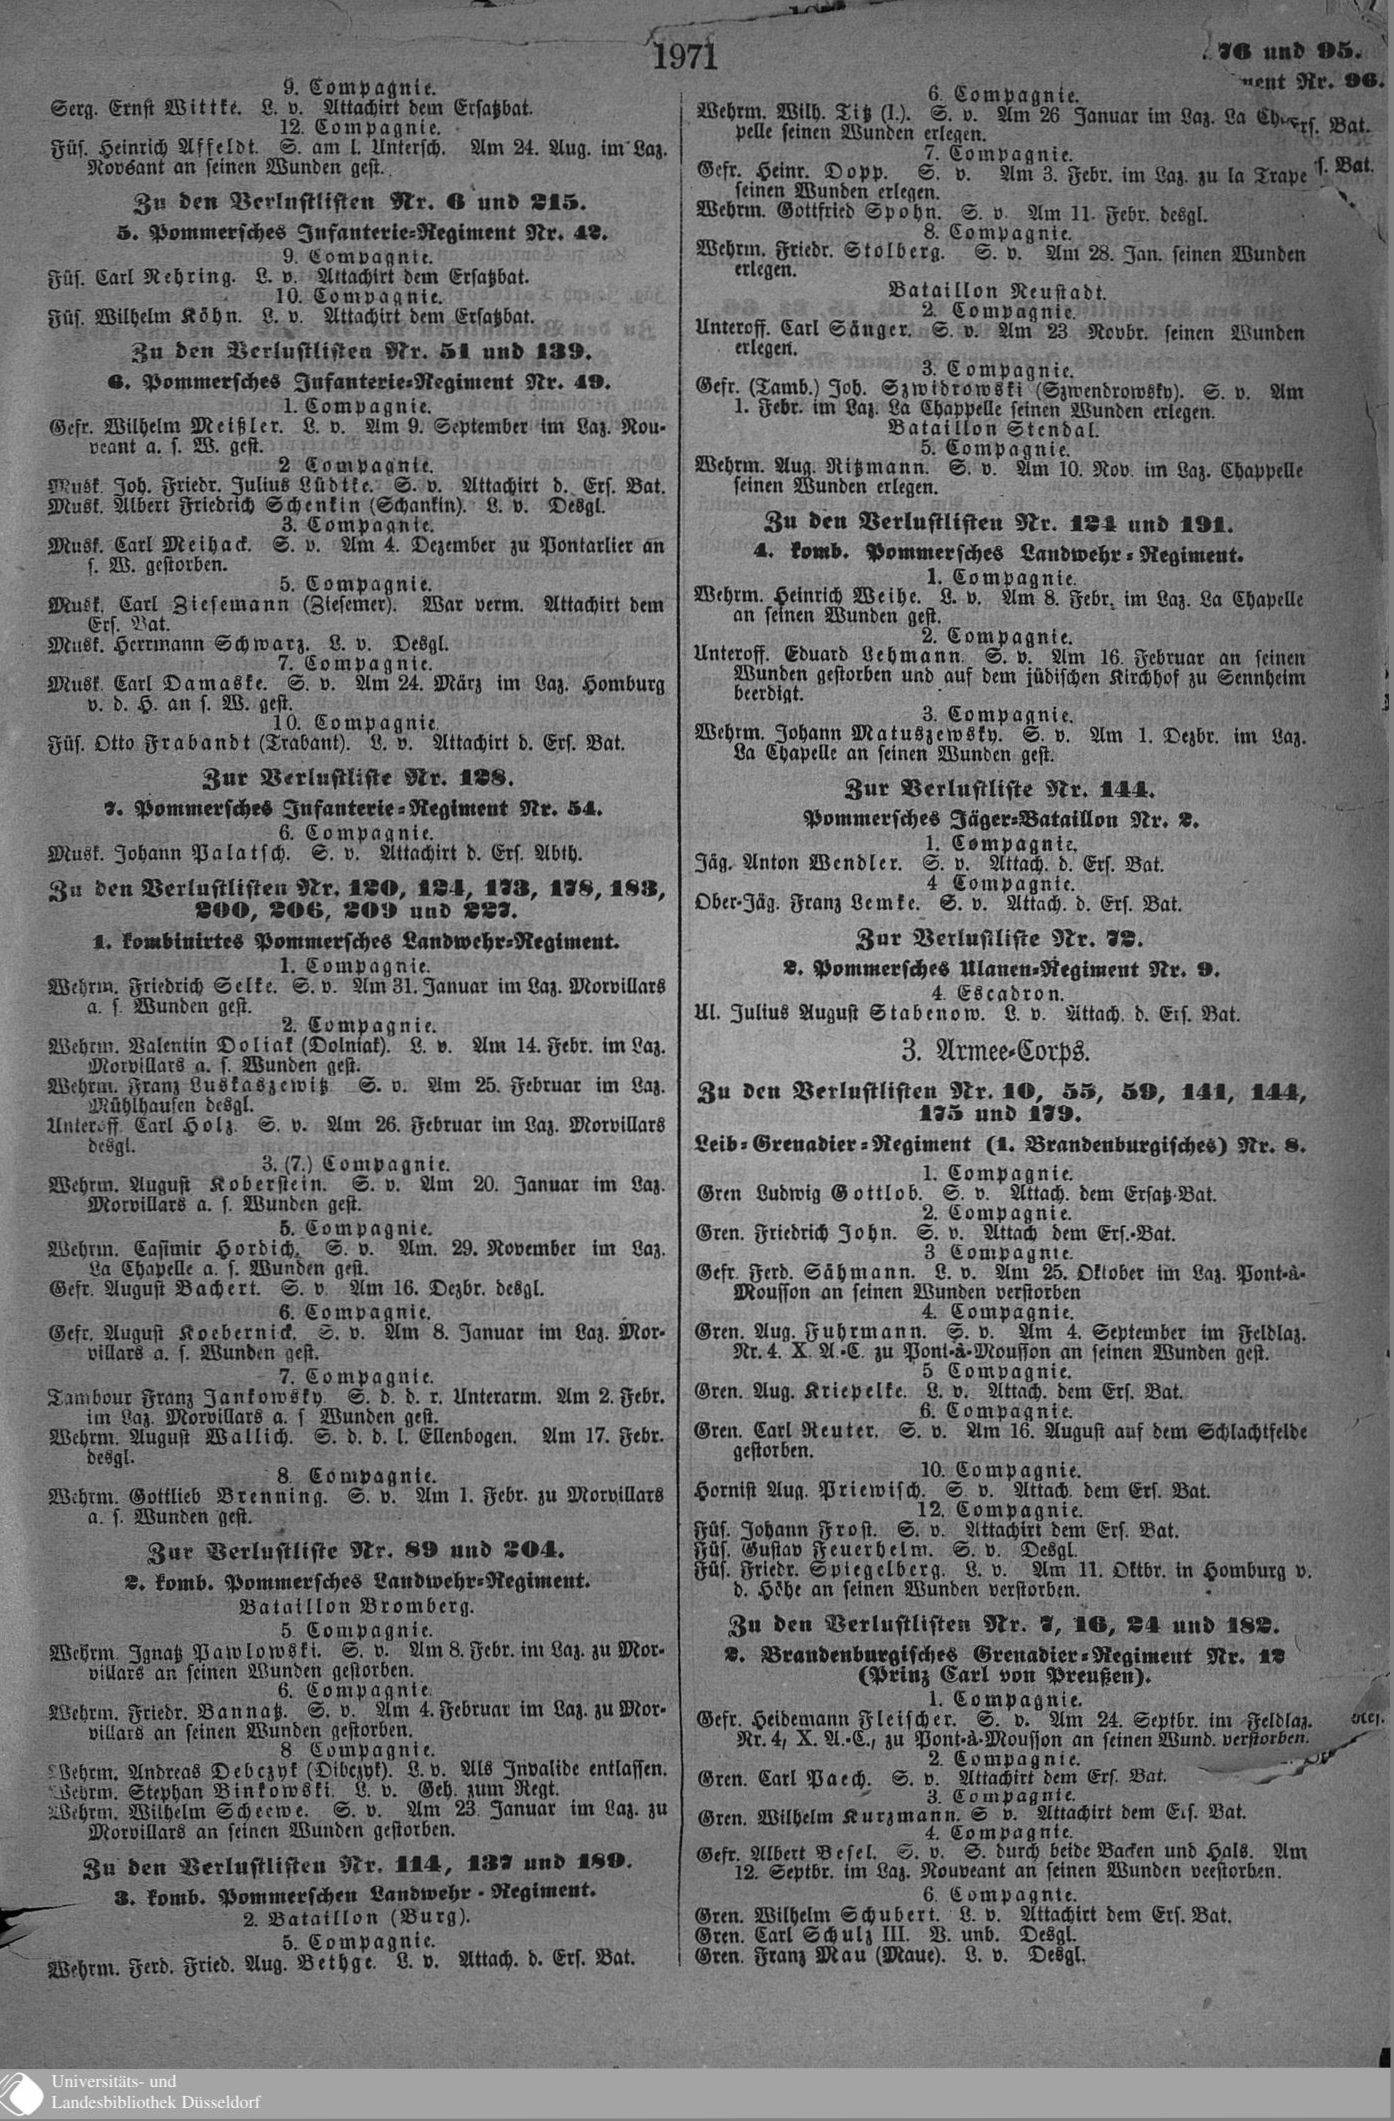 1971
9. Compagnie.
Serg. Ernst Wittke. L. v. Attachirt dem Ersatzbat.
12. Compagnie.
Füs. Heinrich Affeldt. S. am l. Untersch. Am 24. Aug. im Laz.
Novsant an seinen Wunden gest.
Zu den Verlustlisten Nr. 6 und 215.
5. Pommersches Infanterie-Regiment Nr. 42.
9. Compagnie.
Füs. Carl Nehring. L. v. Attachirt dem Ersatzbat.
10. Compagnie.
Füs. Wilhelm Köhn. L. v. Attachirt dem Ersatzbat.
Zu den Verlustlisten Nr. 51 und 139.
6. Pommersches Infanterie-Regiment Nr. 49.
1. Compagnie.
Gefr. Wilhelm Meißler. L. v. Am 9. September im Laz. Nou-
veant a. s. W. gest.
2 Compagnie.
Musk. Joh. Friedr. Julius Lüdtke. S. v. Attachirt d. Ers. Bat.
Musk. Albert Friedrich Schenkin (Schankin). L. v. Desgl.
3. Compagnie.
Musk. Carl Meihack. S. v. Am 4. Dezember zu Pontarlier an
s. W. gestorben.
5. Compagnie.
Musk. Carl Ziesemann (Ziesemer). War verm. Attachirt dem
Ers. Bat.
Musk. Herrmann Schwarz. L. v. Desgl.
7. Compagnie.
Musk. Carl Damaske. S. v. Am 24. März im Laz. Homburg
v. d. H. an s. W. gest.
10. Compagnie.
Füs. Otto Frabandt (Trabant). L. v. Attachirt d. Ers. Bat.
Zur Verlustliste Nr. 128.
7. Pommersches Infanterie-Regiment Nr. 54.
6. Compagnie.
Musk. Johann Palatsch. S. v. Attachirt d. Ers. Abth.
Zu den Verlustlisten Nr. 120, 124, 173, 178, 183,
200, 206, 209 und 227.
1. kombinirtes Pommersches Landwehr-Regiment.
1. Compagnie.
Wehrm. Friedrich Selke. S. v. Am 31. Januar im Laz. Morvillars
a. s. Wunden gest.
2. Compagnie.
Wehrm. Valentin Doliak (Dolniak). L. v. Am 14. Febr. im Laz.
Morvillars a. s. Wunden gest.
Wehrm. Franz Luskaszewitz. S. v. Am 25. Februar im Laz.
Mühlhausen desgl.
Unteroff. Carl Holz. S. v. Am 26. Februar im Laz. Morvillars
desgl.
3. (7.) Compagnie.
Wehrm. August Koberstein. S. v. Am 20. Januar im Laz.
Morvillars a. s. Wunden gest.
5. Compagnie.
Wehrm. Casimir Hordich. S. v. Am. 29. November im Laz.
La Chapelle a. s. Wunden gest.
Gefr. August Bachert. S. v. Am 16. Dezbr. desgl.
6. Compagnie.
Gefr. August Koebernick. S. v. Am 8. Januar im Laz. Mor-
villars a. s. Wunden gest.
7. Compagnie.
Tambour Franz Jankowsky. S. d. d. r. Unterarm. Am 2. Febr.
im Laz. Morvillars a. s Wunden gest.
Wehrm. August Wallich. S. d. d. l. Ellenbogen. Am 17. Febr.
desgl.
8. Compagnie.
Wehrm. Gottlieb Brenning. S. v. Am 1. Febr. zu Morvillars
a. s. Wunden gest.
Zur Verlustliste Nr. 89 und 204.
2. komb. Pommersches Landwehr-Regiment.
Bataillon Bromberg.
5. Compagnie.
Wehrm. Ignatz Pawlowski. S. v. Am 8. Febr. im Laz. zu Mor-
villars an seinen Wunden gestorben.
6. Compagnie.
Wehrm. Friedr. Bannatz. S. v. Am 4. Februar im Laz. zu Mor-
villars an seinen Wunden gestorben.
8 Compagnie.
Wehrm. Andreas Debczyk (Dibczyk). L. v. Als Invalide entlassen.
Wehrm. Stephan Binkowski. L. v. Geh. zum Regt.
Wehrm. Wilhelm Scheewe. S. v. Am 23. Januar im Laz. zu
Morvillars an seinen Wunden gestorben.
Zu den Verlustlisten Nr. 114, 137 und 189.
3. komb. Pommerschen Landwehr-Regiment.
2. Bataillon (Burg).
5. Compagnie.
Wehrm. Ferd. Fried. Aug. Bethge. L. v. Attach. d. Ers. Bat.
6. Compagnie.
Wehrm. Wilh. Titz (I.). S. v. Am 26 Januar im Laz. La
pelle seinen Wunden erlegen.
7. Compagnie.
Gefr. Heinr. Dopp. S. v. Am 3. Febr. im Laz. zu la Trape
seinen Wunden erlegen.
Wehrm. Gottfried Spohn. S. v. Am 11. Febr. desgl.
8. Compagnie.
Wehrm. Friedr. Stolberg. S. v. Am 28. Jan. seinen Wunden
erlegen.
Bataillon Neustadt.
2. Compagnie.
Unteroff. Carl Sänger. S. v. Am 23 Novbr. seinen Wunden
erlegen.
3. Compagnie.
Gefr. (Tamb.) Joh. Szwidrowski (Szwendrowsky). S. v. Am
1. Febr. im Laz. La Chappelle seinen Wunden erlegen.
Bataillon Stendal.
5. Compagnie.
Wehrm. Aug. Ritzmann. S. v. Am 10. Nov. im Laz. Chappelle
seinen Wunden erlegen.
Zu den Verlustlisten Nr. 124 und 191.
4. komb. Pommersches Landwehr-Regiment.
1. Compagnie.
Wehrm. Heinrich Weihe. L. v. Am 8. Febr. im Laz. La Chapelle
an seinen Wunden gest.
2. Compagnie.
Unteroff. Eduard Lehmann. S. v. Am 16. Februar an seinen
Wunden gestorben und auf dem jüdischen Kirchhof zu Sennheim
beerdigt.
3. Compagnie.
Wehrm. Johann Matuszewsky. S. v. Am 1. Dezbr. im Laz.
La Chapelle an seinen Wunden gest.
Zur Verlustliste Nr. 144.
Pommersches Jäger-Bataillon Nr. 2.
1. Compagnie.
Jäg. Anton Wendler. S. v. Attach. d. Ers. Bat.
4 Compagnie.
Ober-Jäg. Franz Lemke. S. v. Attach. d. Ers. Bat.
Zur Verlustliste Nr. 72.
2. Pommersches Ulanen-Regiment Nr. 9.
4. Escadron.
Ul. Julius August Stabenow. L. v. Attach. d. Ers. Bat.
3. Armee-Corps.
Zu den Verlustlisten Nr. 10, 55, 59, 141, 144,
175 und 179.
Leib-Grenadier-Regiment (1. Brandenburgisches) Nr. 8.
1. Compagnie.
Gren Ludwig Gottlob. S. v. Attach. dem Ersatz-Bat.
2. Compagnie.
Gren. Friedrich John. S. v. Attach dem Ers.-Bat.
3 Compagnie.
Gefr. Ferd. Sähmann. L. v. Am 25. Oktober im Laz. Pont-à-
Mousson an seinen Wunden verstorben
4. Compagnie.
Gren. Aug. Fuhrmann. S. v. Am 4. September im Feldlaz.
Nr. 4. X. A.-C. zu Pont-à-Mousson an seinen Wunden gest.
5 Compagnie.
Gren. Aug. Kriepelke. L. v. Attach. dem Ers. Bat.
6. Compagnie.
Gren. Carl Reuter. S. v. Am 16. August auf dem Schlachtfelde
gestorben.
10. Compagnie.
Hornist Aug. Priewisch. S. v. Attach. dem Ers. Bat.
12. Compagnie.
Füs. Johann Frost. S. v. Attachirt dem Ers. Bat.
Füs. Gustav Feuerhelm. S. v. Desgl.
Füs. Friedr. Spiegelberg. L. v. Am 11. Oktbr. in Homburg v.
d. Höhe an seinen Wunden verstorben.
Zu den Verlustlisten Nr. 7, 16, 24 und 182.
2. Brandenburgisches Grenadier-Regiment Nr. 12
(Prinz Carl von Preußen).
1. Compagnie.
Gefr. Heidemann Fleischer. S. v. Am 24. Septbr. im Feldlaz.
Nr. 4, X. A.-C., zu Pont-à-Mousson an seinen Wund. verstorben.
2. Compagnie.
Gren. Carl Paech. S. v. Attachirt dem Ers. Bat.
3. Compagnie.
Gren. Wilhelm Kurzmann. S v. Attachirt dem Ers. Bat.
4. Compagnie.
Gefr. Albert Besel. S. v. S. durch beide Backen und Hals. Am
12. Septbr. im Laz. Nouveant an seinen Wunden veestorben.
6. Compagnie.
Gren. Wilhelm Schubert. L. v. Attachirt dem Ers. Bat.
Gren. Carl Schulz III. V. unb. Desgl.
Gren. Franz Mau (Maue). L. v. Desgl.
76 und 95.
Nr. 96.
Ers. Bat.
s. Bat.
Universitäts- und
Landesbibliothek Düsseldorf